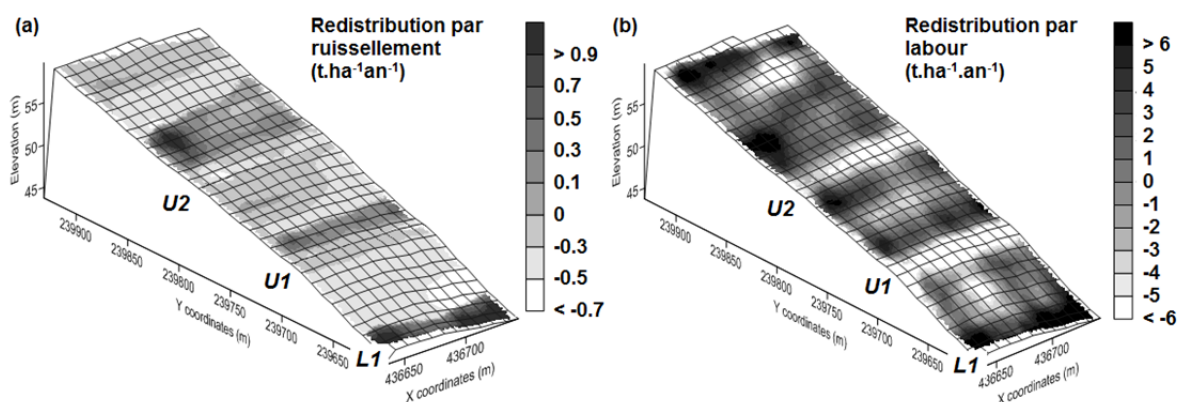 (a)
Redistribution par
ruissellement
(t.ha⁻¹an⁻¹)
> 0.9
0.7
0.5
0.3
0.1
0
-0.3
-0.5
< -0.7
Elevation (m)
55
50
45
U2
U1
L1
239900
239850
239800
239750
239700
239650
Y coordinates (m)
436650
436700
X coordinates (m)
(b)
Redistribution par
labour
(t.ha⁻¹.an⁻¹)
> 6
5
4
3
2
1
0
-1
-2
-3
-4
-5
< -6
Elevation (m)
55
50
45
U2
U1
L1
239900
239850
239800
239750
239700
239650
Y coordinates (m)
436650
436700
X coordinates (m)